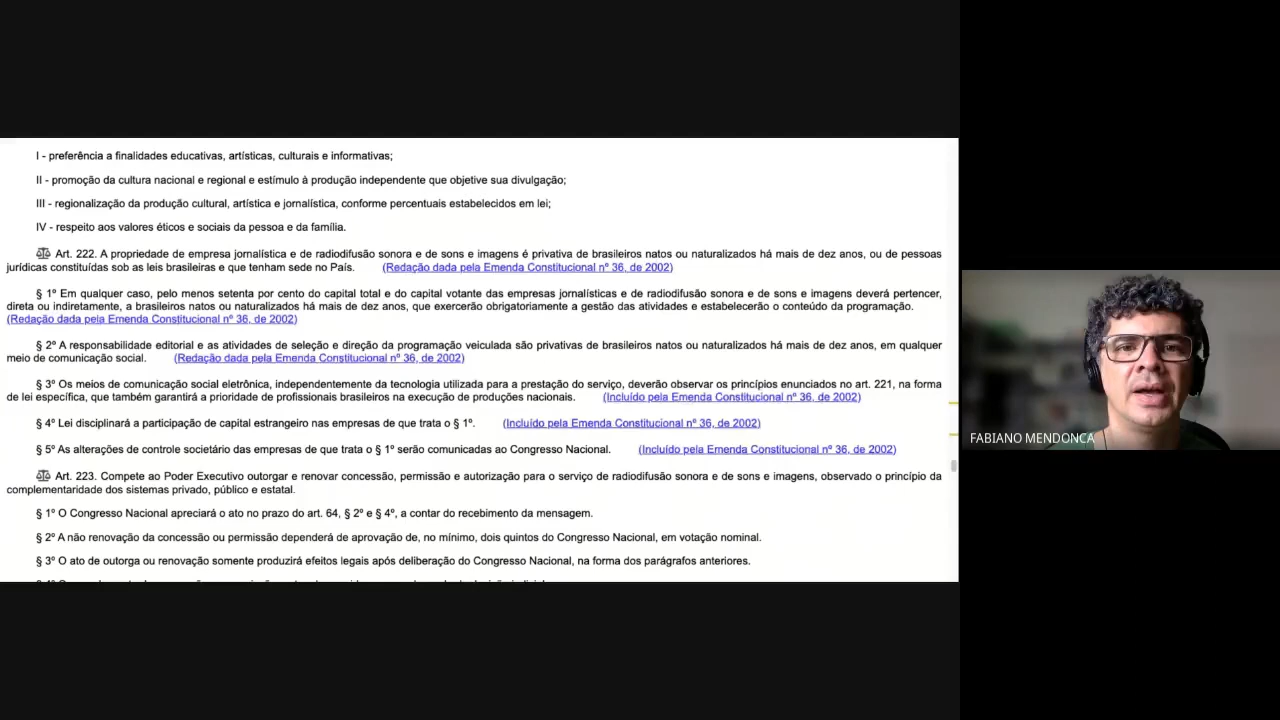 I - preferência a finalidades educativas, artísticas, culturais e informativas;
II - promoção da cultura nacional e regional e estímulo à produção independente que objetive sua divulgação;
III - regionalização da produção cultural, artística e jornalística, conforme percentuais estabelecidos em lei;
IV - respeito aos valores éticos e sociais da pessoa e da família.
Art. 222. A propriedade de empresa jornalística e de radiodifusão sonora e de sons e imagens é privativa de brasileiros natos ou naturalizados há mais de dez anos, ou de pessoas
jurídicas constituídas sob as leis brasileiras e que tenham sede no País. (Redação dada pela Emenda Constitucional nº 36, de 2002)
§ 1º Em qualquer caso, pelo menos setenta por cento do capital total e do capital votante das empresas jornalísticas e de radiodifusão sonora e de sons e imagens deverá pertencer,
direta ou indiretamente, a brasileiros natos ou naturalizados há mais de dez anos, que exercerão obrigatoriamente a gestão das atividades e estabelecerão o conteúdo da programação.
(Redação dada pela Emenda Constitucional nº 36, de 2002)
§ 2º A responsabilidade editorial e as atividades de seleção e direção da programação veiculada são privativas de brasileiros natos ou naturalizados há mais de dez anos, em qualquer
meio de comunicação social. (Redação dada pela Emenda Constitucional nº 36, de 2002)
§ 3º Os meios de comunicação social eletrônica, independentemente da tecnologia utilizada para a prestação do serviço, deverão observar os princípios enunciados no art. 221, na forma
de lei específica, que também garantirá a prioridade de profissionais brasileiros na execução de produções nacionais. (Incluído pela Emenda Constitucional nº 36, de 2002)
§ 4º Lei disciplinará a participação de capital estrangeiro nas empresas de que trata o § 1º. (Incluído pela Emenda Constitucional nº 36, de 2002)
§ 5º As alterações de controle societário das empresas de que trata o § 1º serão comunicadas ao Congresso Nacional. (Incluído pela Emenda Constitucional nº 36, de 2002)
Art. 223. Compete ao Poder Executivo outorgar e renovar concessão, permissão e autorização para o serviço de radiodifusão sonora e de sons e imagens, observado o princípio da
complementaridade dos sistemas privado, público e estatal.
§ 1º O Congresso Nacional apreciará o ato no prazo do art. 64, § 2º e § 4º, a contar do recebimento da mensagem.
§ 2º A não renovação da concessão ou permissão dependerá de aprovação de, no mínimo, dois quintos do Congresso Nacional, em votação nominal.
§ 3º O ato de outorga ou renovação somente produzirá efeitos legais após deliberação do Congresso Nacional, na forma dos parágrafos anteriores.
FABIANO MENDONCA